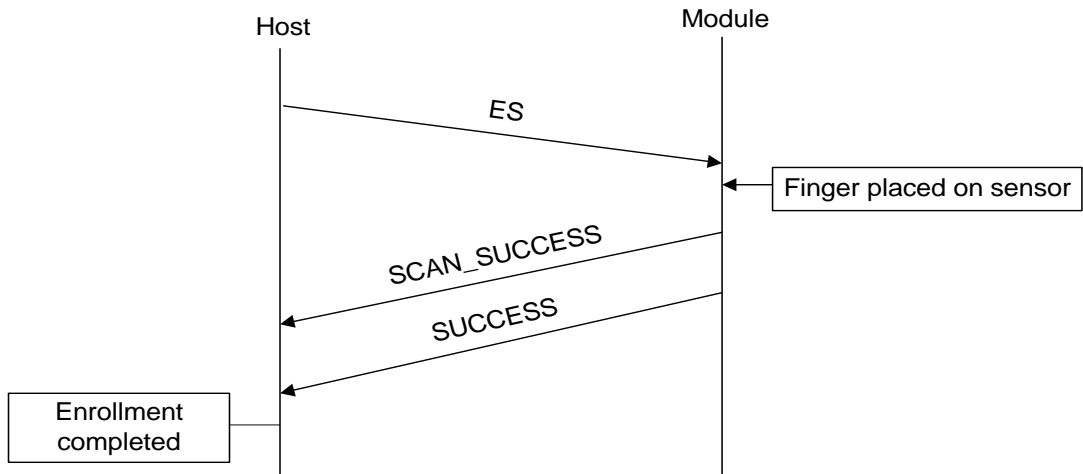 Host
Module
ES
Finger placed on sensor
SCAN_SUCCESS
SUCCESS
Enrollment
completed